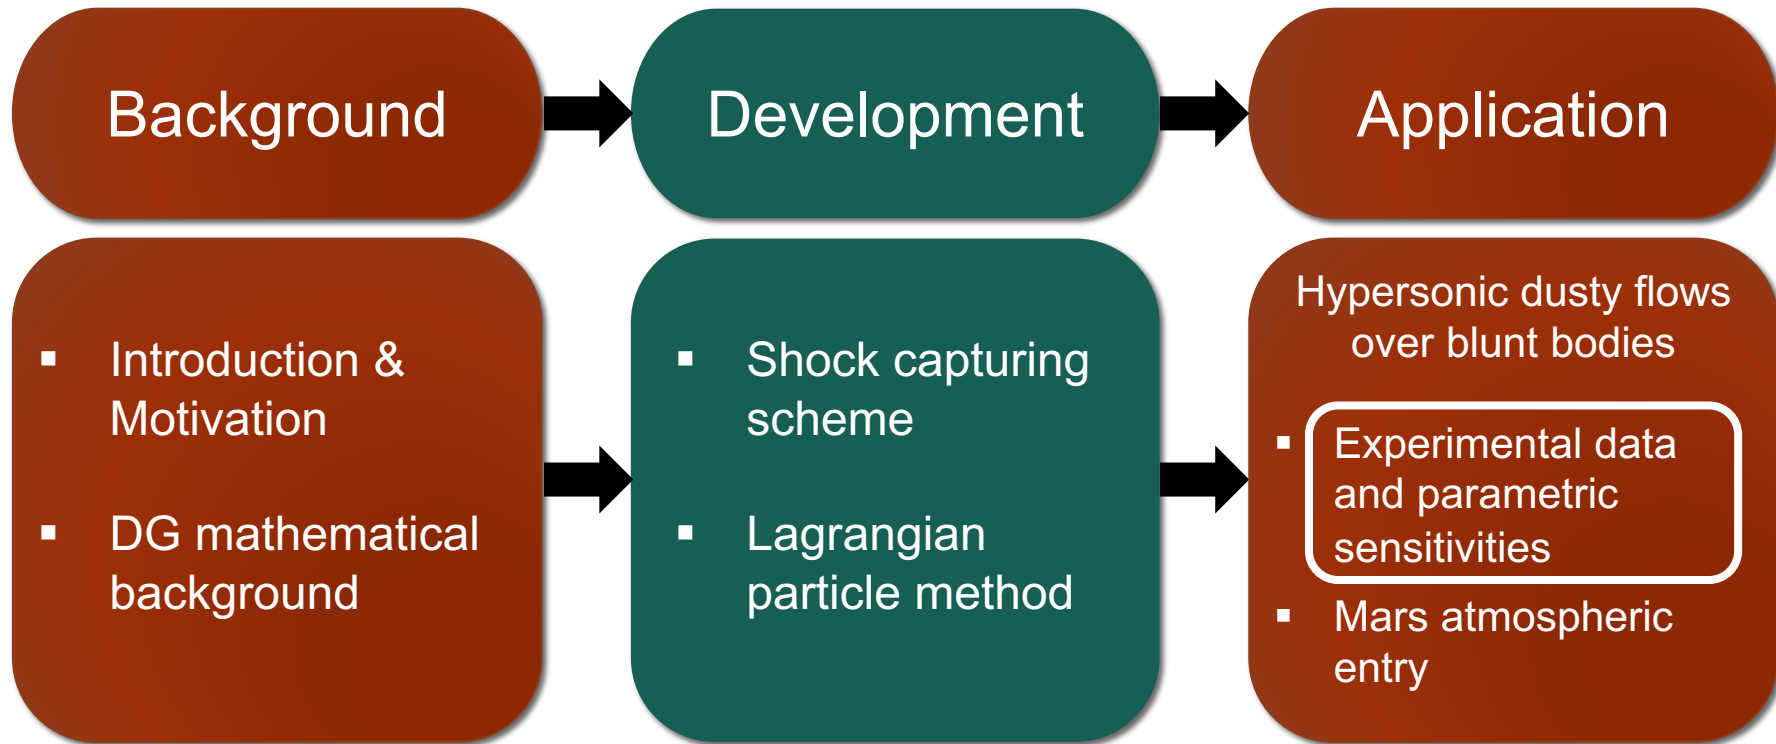 Background
Development
Application
▪ Introduction &
Motivation
▪ DG mathematical
background
▪ Shock capturing
scheme
▪ Lagrangian
particle method
Hypersonic dusty flows
over blunt bodies
▪ Experimental data
and parametric
sensitivities
▪ Mars atmospheric
entry